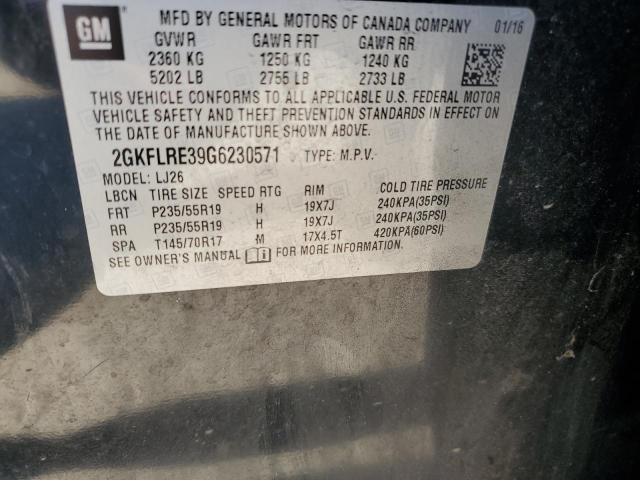 GM
MFD BY GENERAL MOTORS OF CANADA COMPANY 01/16
GVWR GAWR FRT GAWR RR
2360 KG 1250 KG 1240 KG
5202 LB 2755 LB 2733 LB
THIS VEHICLE CONFORMS TO ALL APPLICABLE U.S. FEDERAL MOTOR
VEHICLE SAFETY AND THEFT PREVENTION STANDARDS IN EFFECT ON
THE DATE OF MANUFACTURE SHOWN ABOVE.
2GKFLRE39G6230571 TYPE: M.P.V.
MODEL: LJ26
LBCN TIRE SIZE SPEED RTG RIM COLD TIRE PRESSURE
FRT P235/55R19 H 19X7J 240KPA(35PSI)
RR P235/55R19 H 19X7J 240KPA(35PSI)
SPA T145/70R17 M 17X4.5T 420KPA(60PSI)
SEE OWNER'S MANUAL FOR MORE INFORMATION.